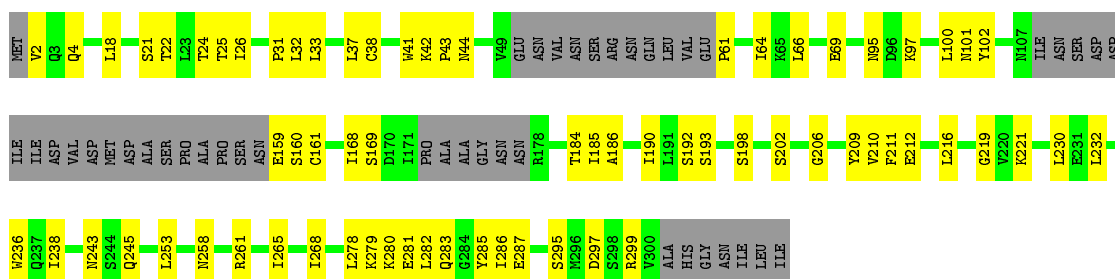 MET V2 Q3 Q4 L18 S21 T22 L23 T24 T25 I26 P31 L32 L33 L37 C38 W41 K42 P43 N44 V49 GLU ASN VAL ASN SER ARG ASN GLN LEU VAL GLU P61 I64 K65 L66 E69 N95 D96 K97 L100 N101 Y102 N107 ILE ASN SER ASP ASP
ILE ILE ASP VAL ASP MET ASP ALA SER PRO ALA PRO SER ASN E159 S160 C161 I168 S169 D170 I171 PRO ALA ALA GLY ASN ASN R178 T184 I185 A186 I190 L191 S192 S193 S198 S202 G206 Y209 V210 F211 E212 L216 G219 V220 K221 L230 E231 L232
W236 Q237 I238 N243 S244 Q245 L253 N258 R261 I265 I268 L278 K279 K280 E281 L282 Q283 G284 Y285 I286 E287 S295 M296 D297 S298 R299 V300 ALA HIS GLY ASN ILE LEU ILE